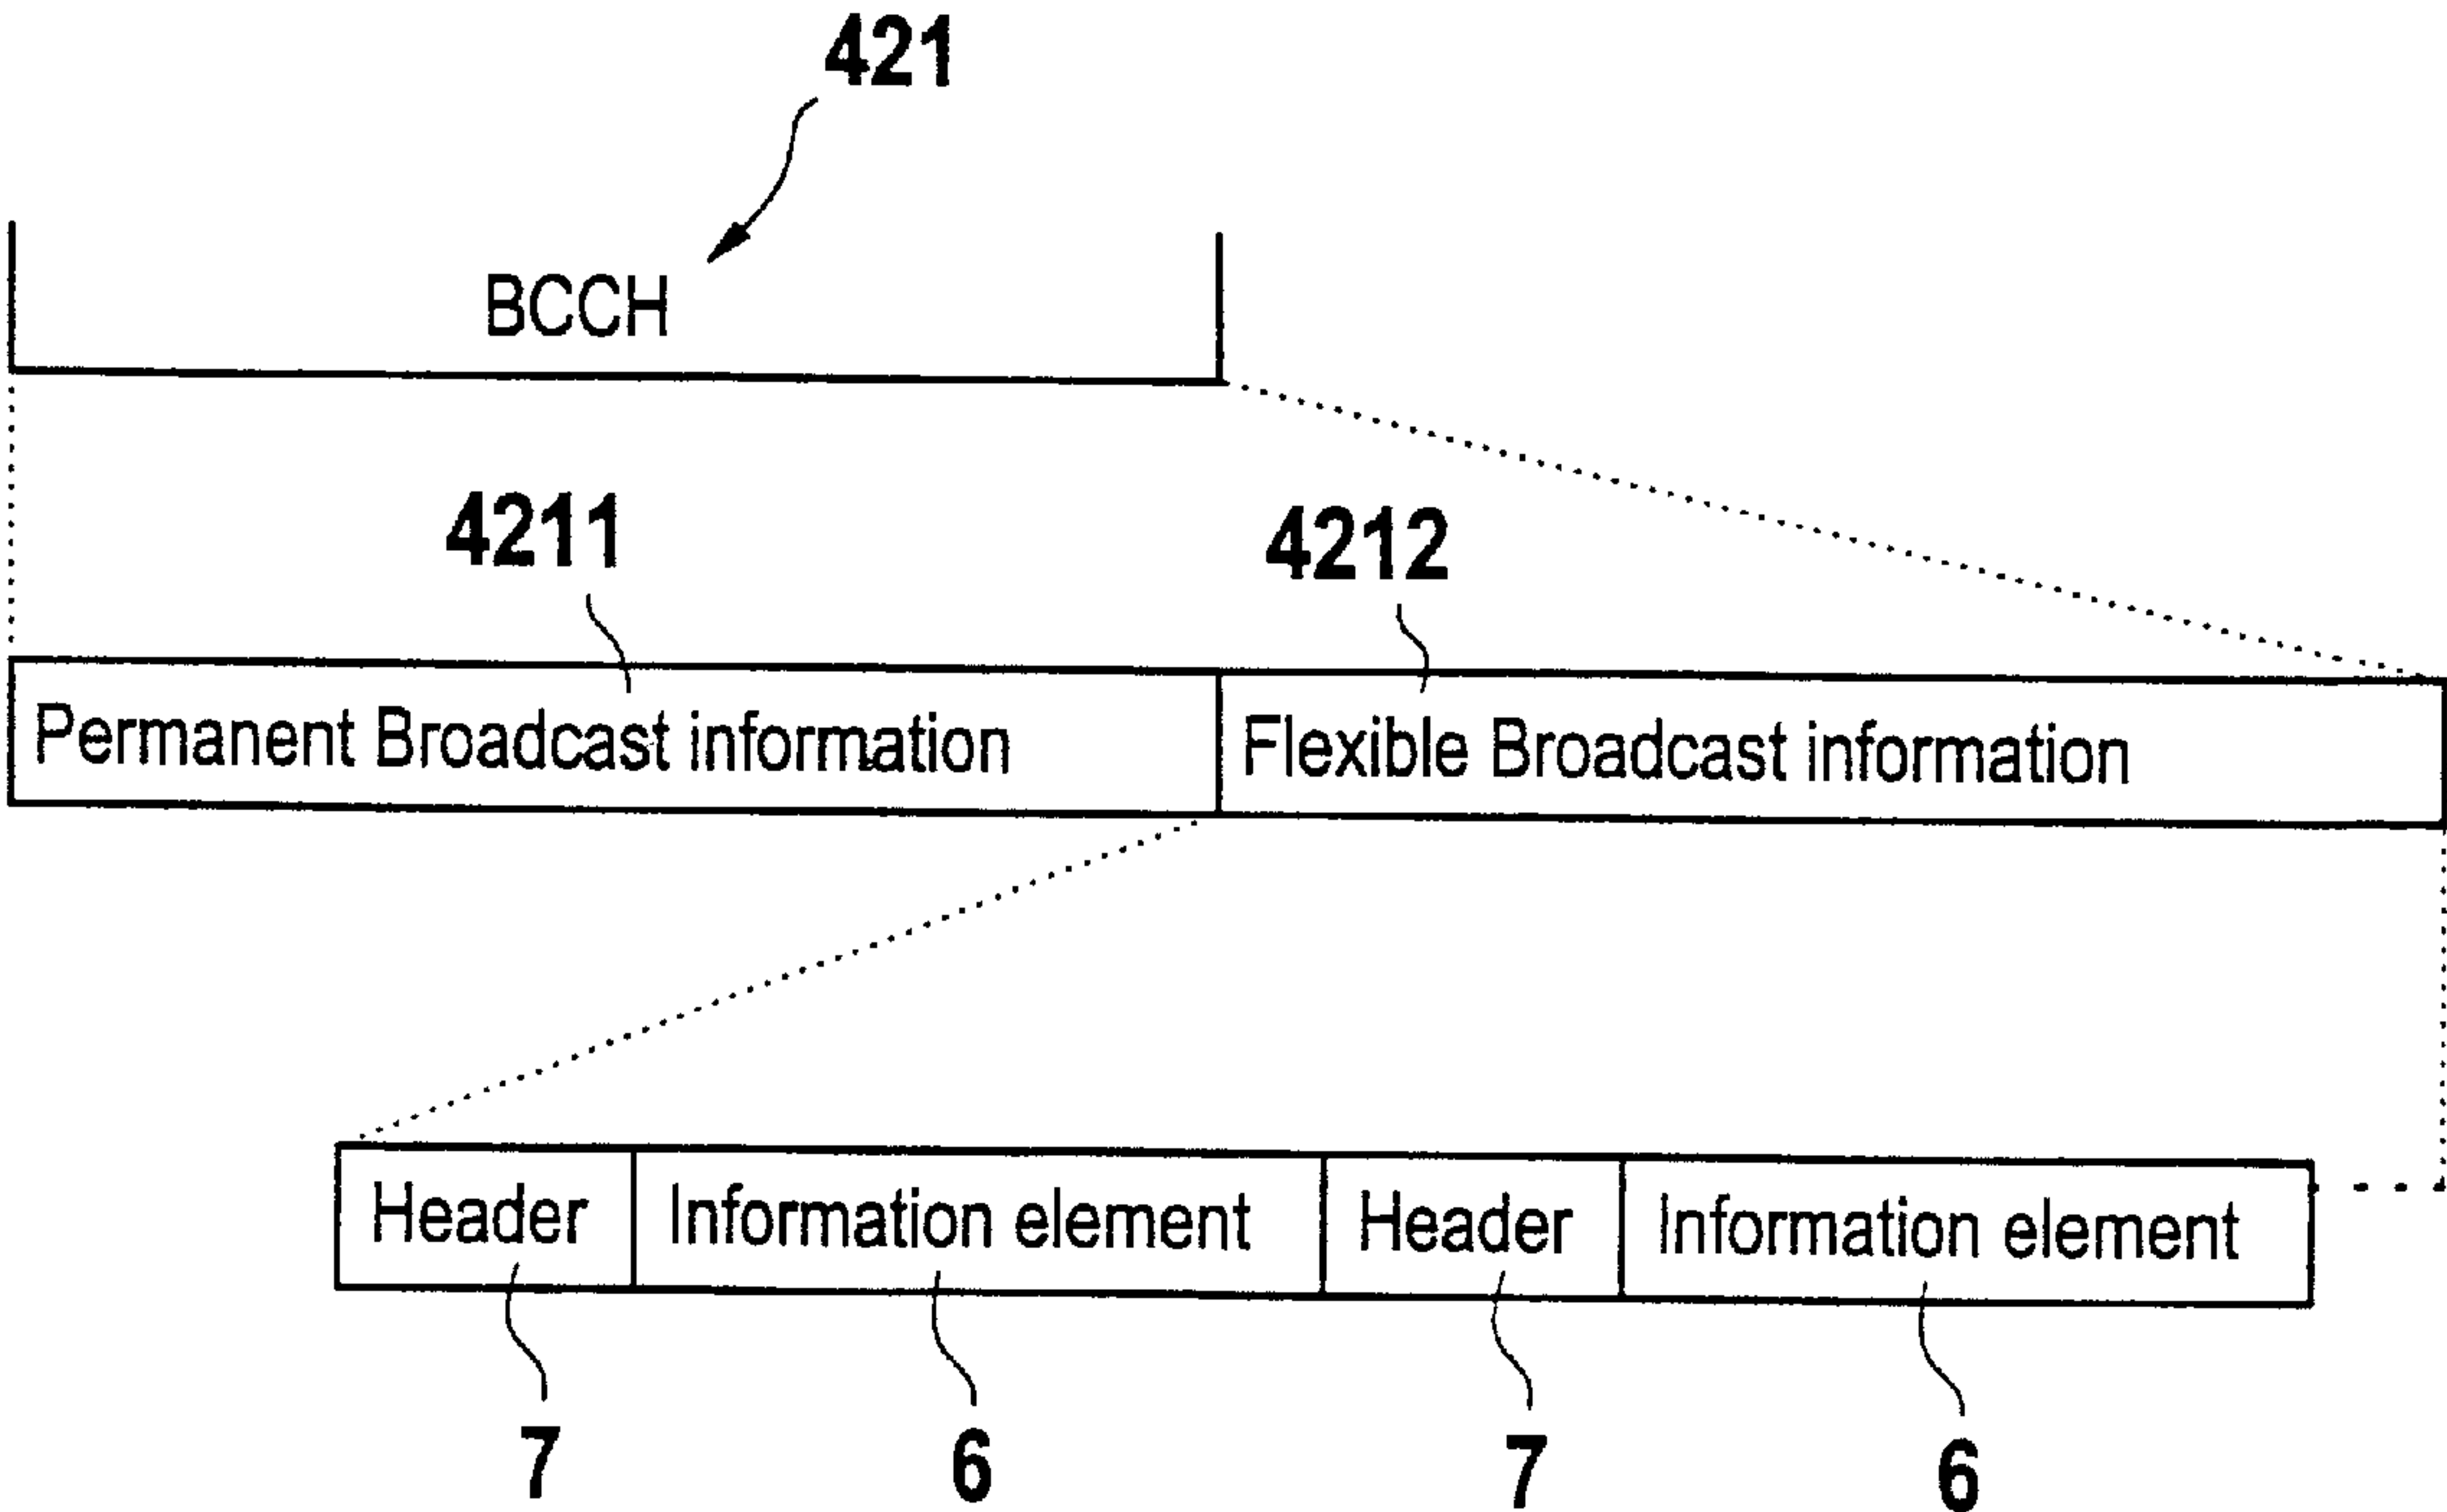 421
BCCH
4211 4212
Permanent Broadcast information Flexible Broadcast information
Header Information element Header Information element
7 6 7 6